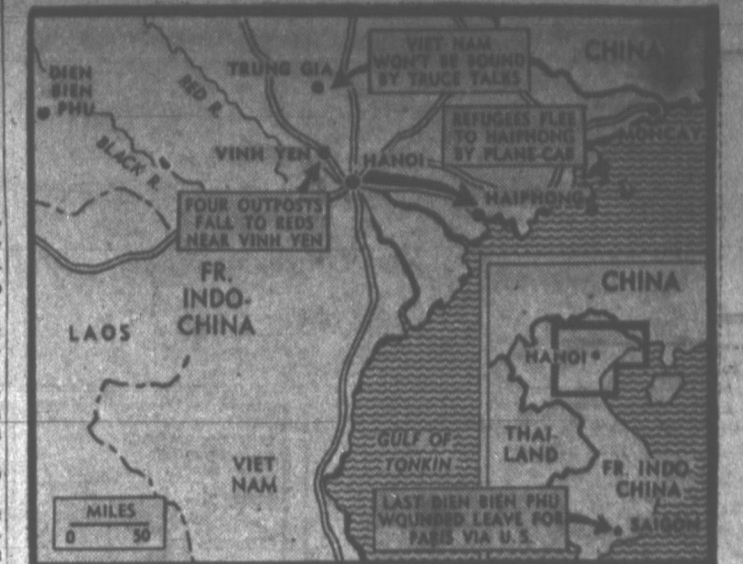 VIET NAM
WON'T BE BOUND
BY TRUCE TALKS
CHINA
DIEN
BIEN
PHU
RED R.
TRUNG GIA
REFUGEES FLEE
TO HAIPHONG
BY PLANE-CAB
MONCAY
BLACK R.
VINH YEN
HANOI
HAIPHONG
FOUR OUTPOSTS
FALL TO REDS
NEAR VINH YEN
FR.
INDO-
CHINA
LAOS
VIET
NAM
GULF OF
TONKIN
MILES
0 50
CHINA
HANOI
THAI-
LAND
FR. INDO-
CHINA
LAST DIEN BIEN PHU
WOUNDED LEAVE FOR
PARIS VIA U.S.
SAIGON